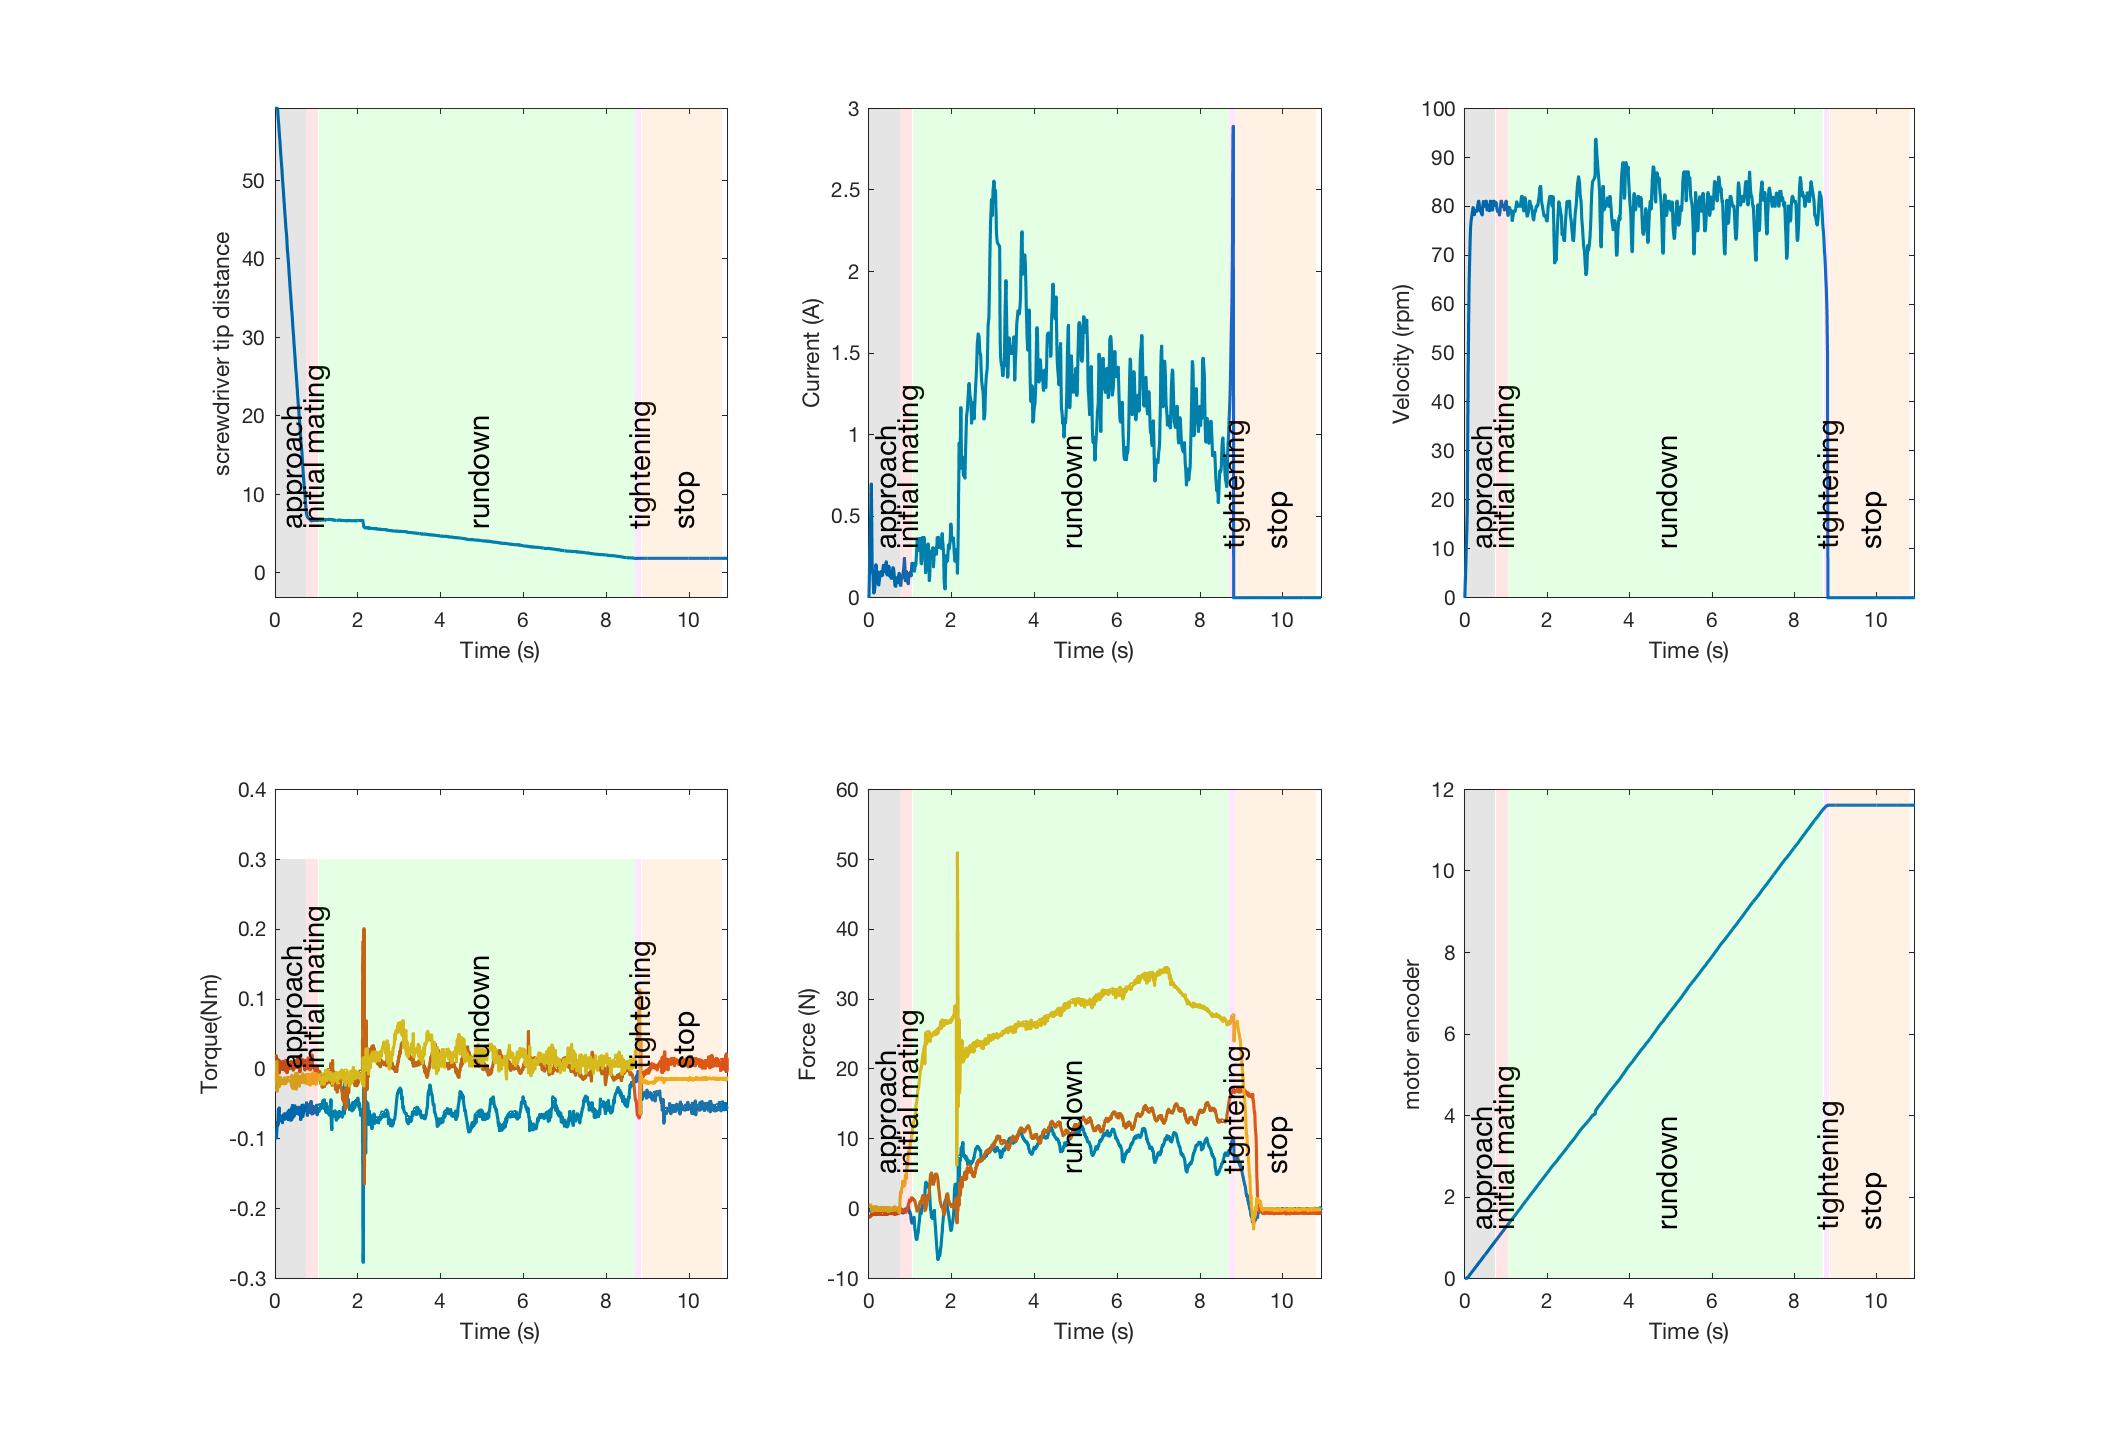 screwdriver tip distance
50
40
30
20
10
0
approach
initial mating
rundown
tightening
stop
0 2 4 6 8 10
Time (s)
Current (A)
3
2.5
2
1.5
1
0.5
0
approach
initial mating
rundown
tightening
stop
0 2 4 6 8 10
Time (s)
Velocity (rpm)
100
90
80
70
60
50
40
30
20
10
0
approach
initial mating
rundown
tightening
stop
0 2 4 6 8 10
Time (s)
Torque(Nm)
0.4
0.3
0.2
0.1
0
-0.1
-0.2
-0.3
approach
initial mating
rundown
tightening
stop
0 2 4 6 8 10
Time (s)
Force (N)
60
50
40
30
20
10
0
-10
approach
initial mating
rundown
tightening
stop
0 2 4 6 8 10
Time (s)
motor encoder
12
10
8
6
4
2
0
approach
initial mating
rundown
tightening
stop
0 2 4 6 8 10
Time (s)